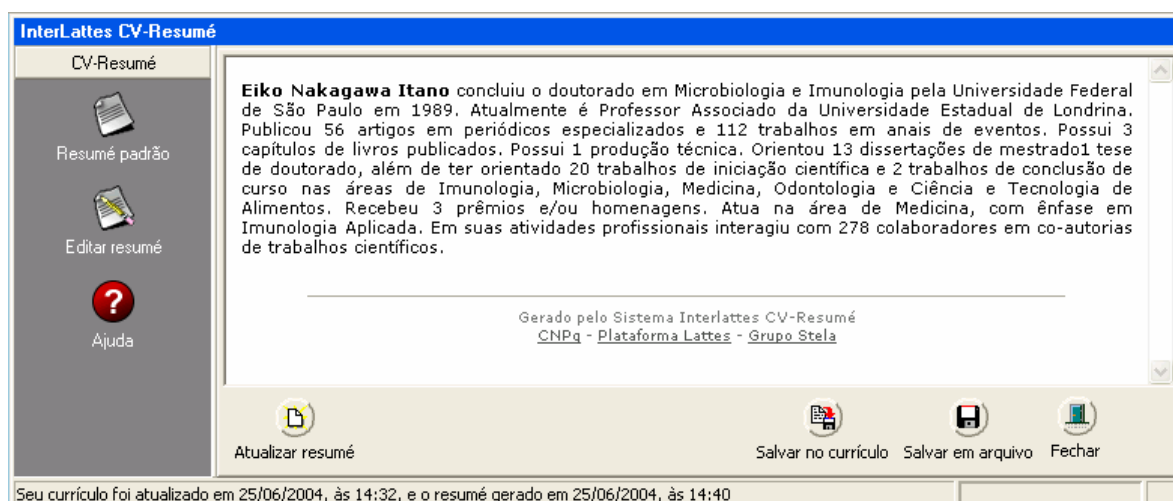 InterLattes CV-Resumé
CV-Resumé
Resumé padrão
Editar resumé
Ajuda
Eiko Nakagawa Itano concluiu o doutorado em Microbiologia e Imunologia pela Universidade Federal
de São Paulo em 1989. Atualmente é Professor Associado da Universidade Estadual de Londrina.
Publicou 56 artigos em periódicos especializados e 112 trabalhos em anais de eventos. Possui 3
capítulos de livros publicados. Possui 1 produção técnica. Orientou 13 dissertações de mestrado1 tese
de doutorado, além de ter orientado 20 trabalhos de iniciação científica e 2 trabalhos de conclusão de
curso nas áreas de Imunologia, Microbiologia, Medicina, Odontologia e Ciência e Tecnologia de
Alimentos. Recebeu 3 prêmios e/ou homenagens. Atua na área de Medicina, com ênfase em
Imunologia Aplicada. Em suas atividades profissionais interagiu com 278 colaboradores em co-autorias
de trabalhos científicos.
Gerado pelo Sistema Interlattes CV-Resumé
CNPq - Plataforma Lattes - Grupo Stela
Atualizar resumé
Salvar no currículo
Salvar em arquivo
Fechar
Seu currículo foi atualizado em 25/06/2004, às 14:32, e o resumé gerado em 25/06/2004, às 14:40